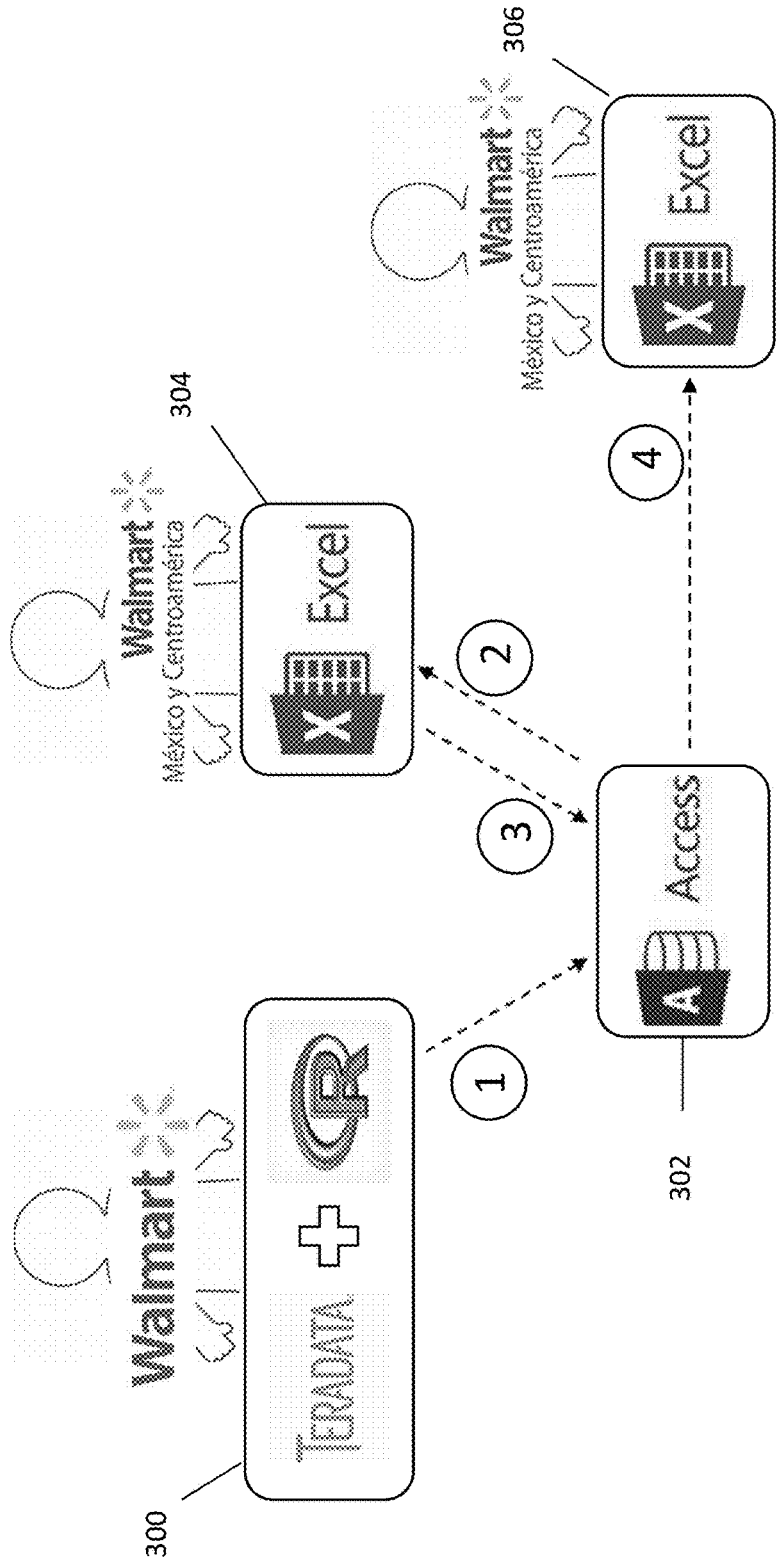 300
Walmart
TERADATA
R
1
302
A
Access
3
2
304
Walmart
México y Centroamérica
X
Excel
4
306
Walmart
México y Centroamérica
X
Excel